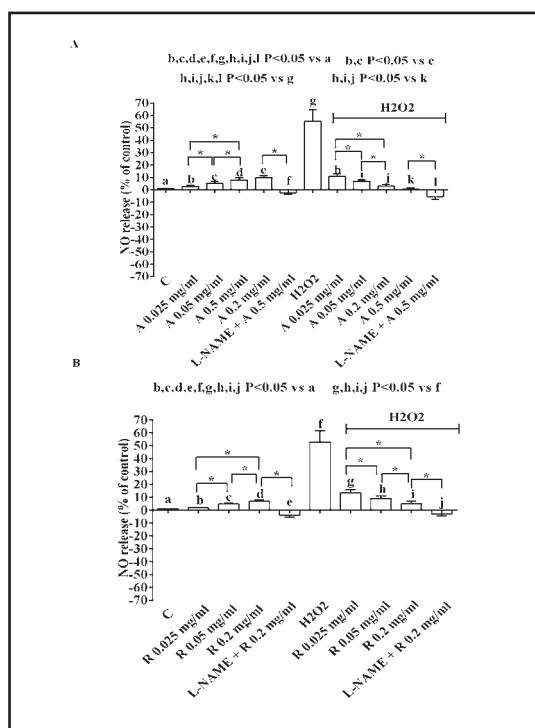 A
b,c,d,e,f,g,h,i,j,l P<0.05 vs a b,c P<0.05 vs e
h,i,j,k,l P<0.05 vs g h,i,j P<0.05 vs k
H2O2
NO release (% of control)
70
60
50
40
30
20
10
0
-10
-20
-30
-40
-50
-60
-70
a
b
c
d
e
f
g
h
i
j
k
l
*
*
*
*
*
*
*
*
C
A 0.025 mg/ml
A 0.05 mg/ml
A 0.5 mg/ml
A 0.2 mg/ml
L-NAME + A 0.5 mg/ml
H2O2
A 0.025 mg/ml
A 0.05 mg/ml
A 0.2 mg/ml
A 0.5 mg/ml
L-NAME + A 0.5 mg/ml
B
b,c,d,e,f,g,h,i,j P<0.05 vs a g,h,i,j P<0.05 vs f
H2O2
NO release (% of control)
70
60
50
40
30
20
10
0
-10
-20
-30
-40
-50
-60
-70
a
b
c
d
e
f
g
h
i
j
*
*
*
*
*
*
*
*
C
R 0.025 mg/ml
R 0.05 mg/ml
R 0.2 mg/ml
L-NAME + R 0.2 mg/ml
H2O2
R 0.025 mg/ml
R 0.05 mg/ml
R 0.2 mg/ml
L-NAME + R 0.2 mg/ml